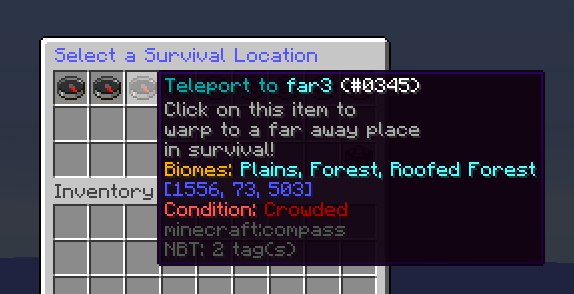 Select a Survival Location
Teleport to far3 (#0345)
Click on this item to
warp to a far away place
in survival!
Biomes: Plains, Forest, Roofed Forest
[1556, 73, 503]
Condition: Crowded
minecraft:compass
NBT: 2 tag(s)
Inventory